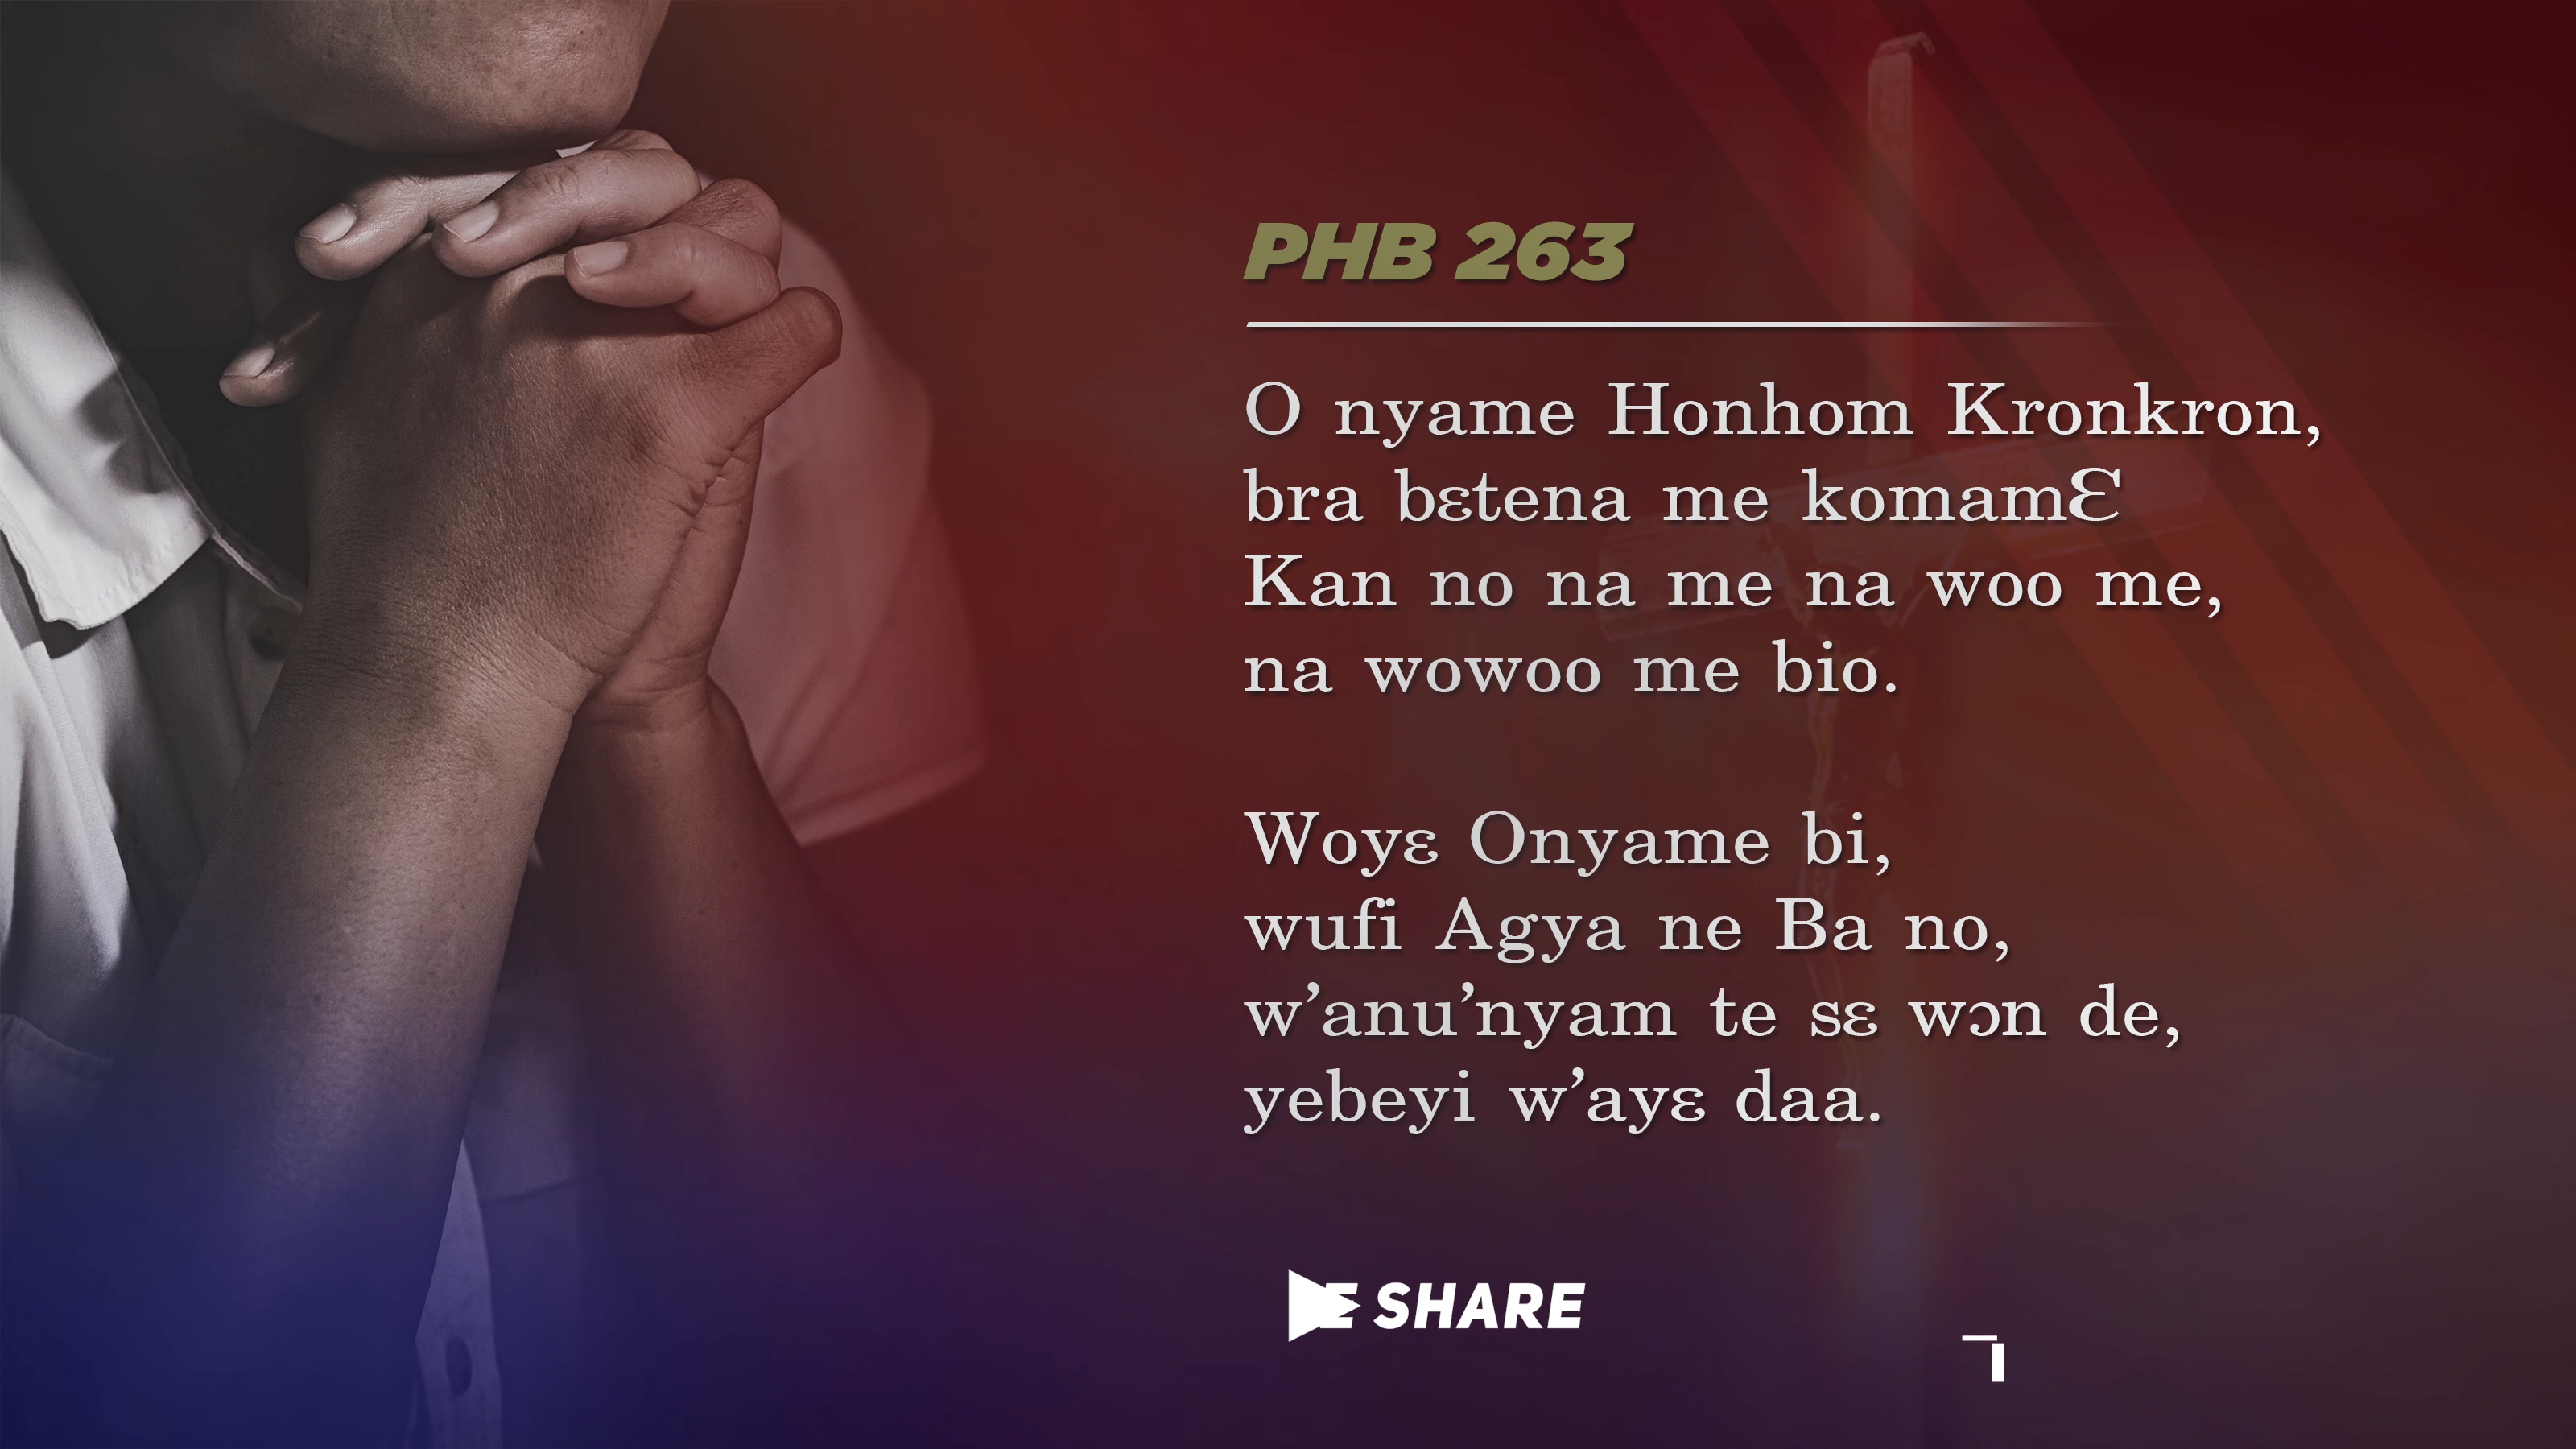 PHB 263
O nyame Honhom Kronkron,
bra bɛtena me komamƐ
Kan no na me na woo me,
na wowoo me bio.
Woyɛ Onyame bi,
wufi Agya ne Ba no,
w’anu’nyam te sɛ wɔn de,
yebeyi w’ayɛ daa.
SHARE